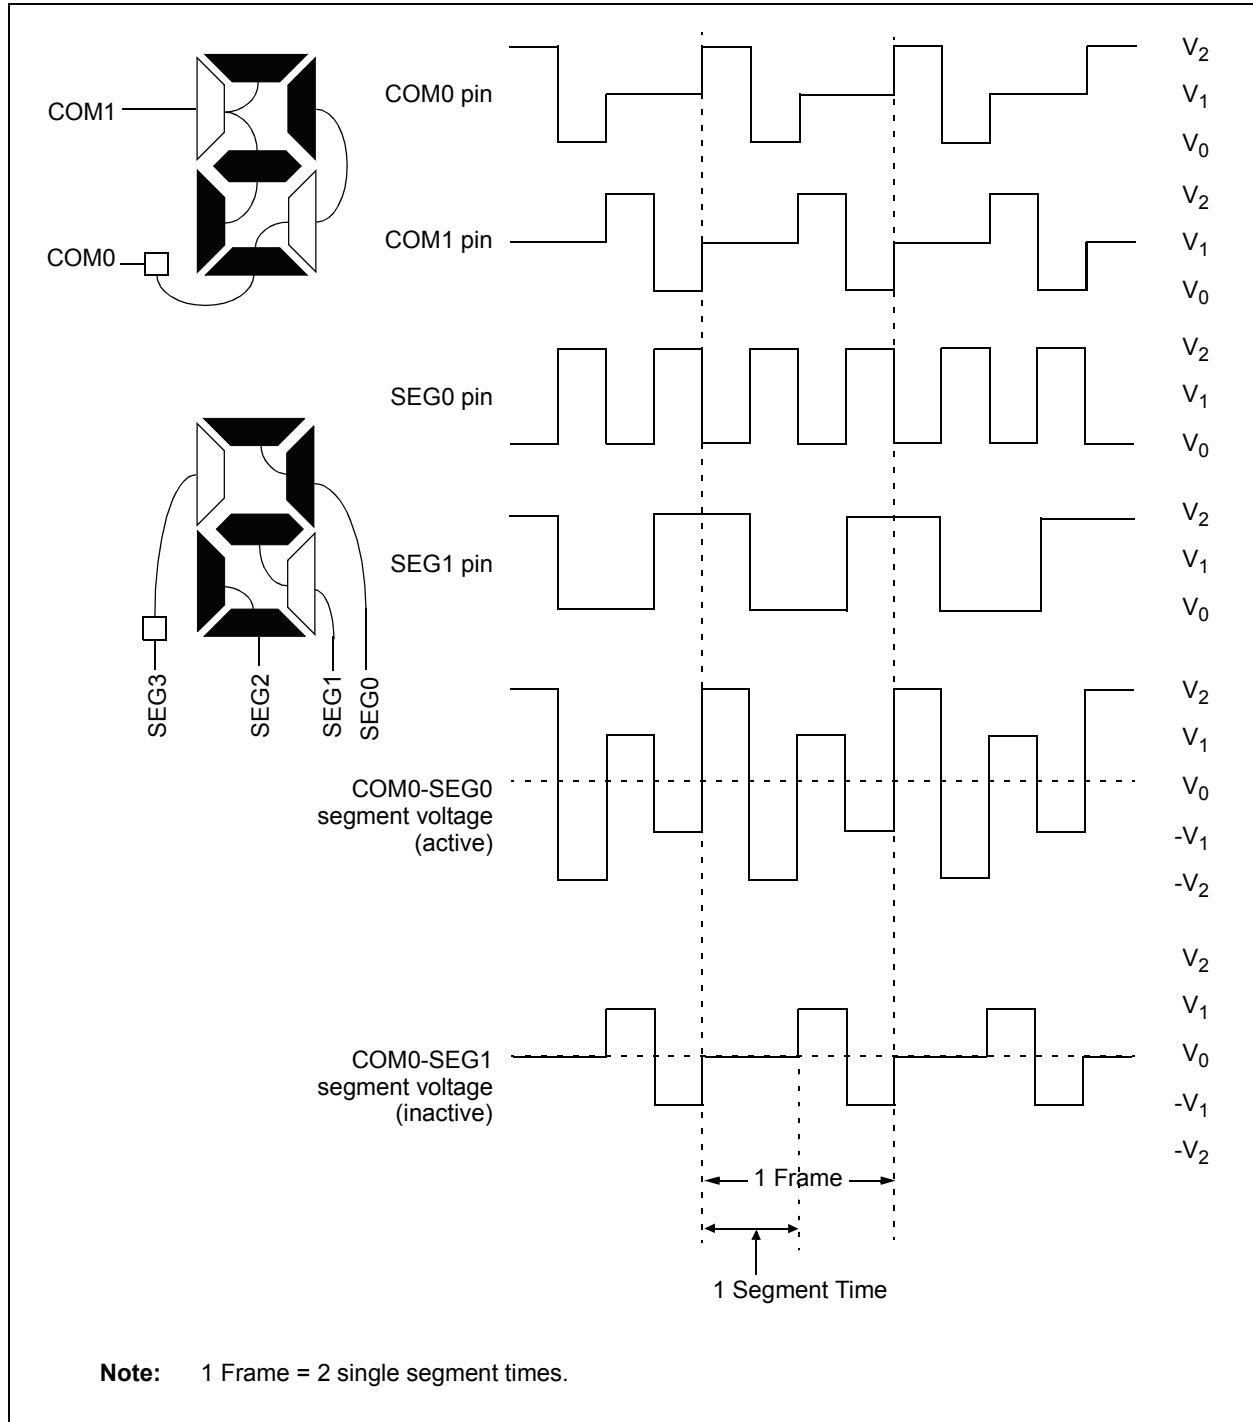 COM1
COM0
SEG3
SEG2
SEG1
SEG0
COM0 pin
V2
V1
V0
COM1 pin
V2
V1
V0
SEG0 pin
V2
V1
V0
SEG1 pin
V2
V1
V0
COM0-SEG0
segment voltage
(active)
V2
V1
V0
-V1
-V2
COM0-SEG1
segment voltage
(inactive)
V2
V1
V0
-V1
-V2
1 Frame
1 Segment Time
Note: 1 Frame = 2 single segment times.